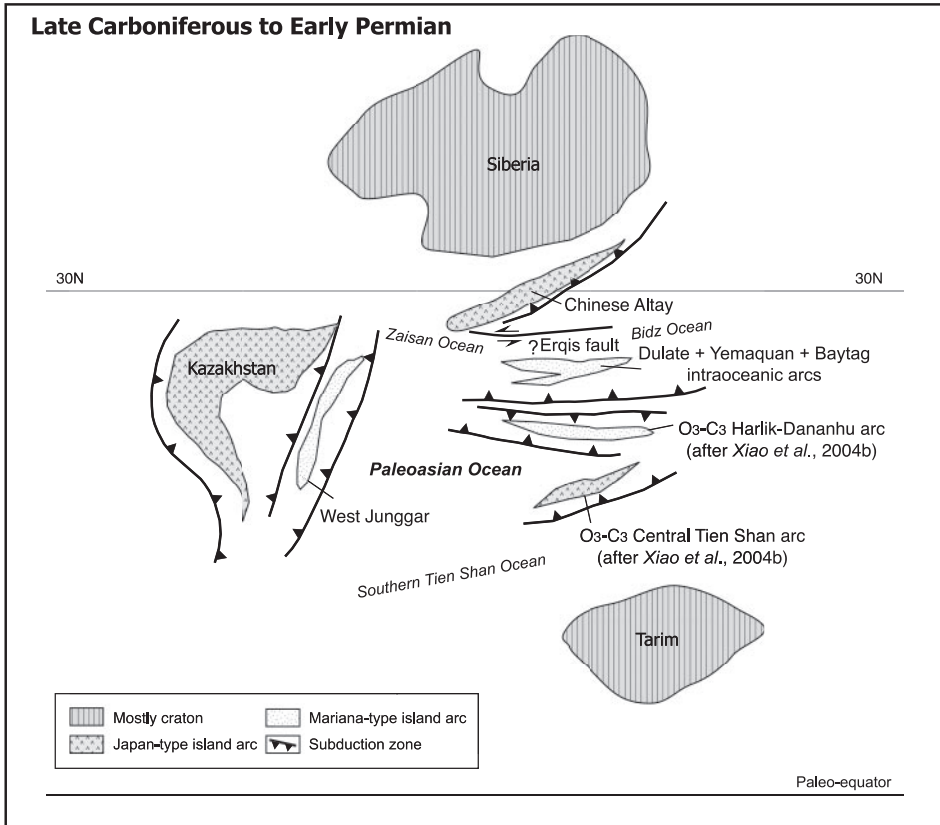 Late Carboniferous to Early Permian
Siberia
30N
30N
Chinese Altay
Zaisan Ocean
Bidz Ocean
?Erqis fault
Dulate + Yemaquan + Baytag
intraoceanic arcs
Kazakhstan
O3-C3 Harlik-Dananhu arc
(after Xiao et al., 2004b)
Paleoasian Ocean
West Junggar
O3-C3 Central Tien Shan arc
(after Xiao et al., 2004b)
Southern Tien Shan Ocean
Tarim
Mostly craton
Mariana-type island arc
Japan-type island arc
Subduction zone
Paleo-equator